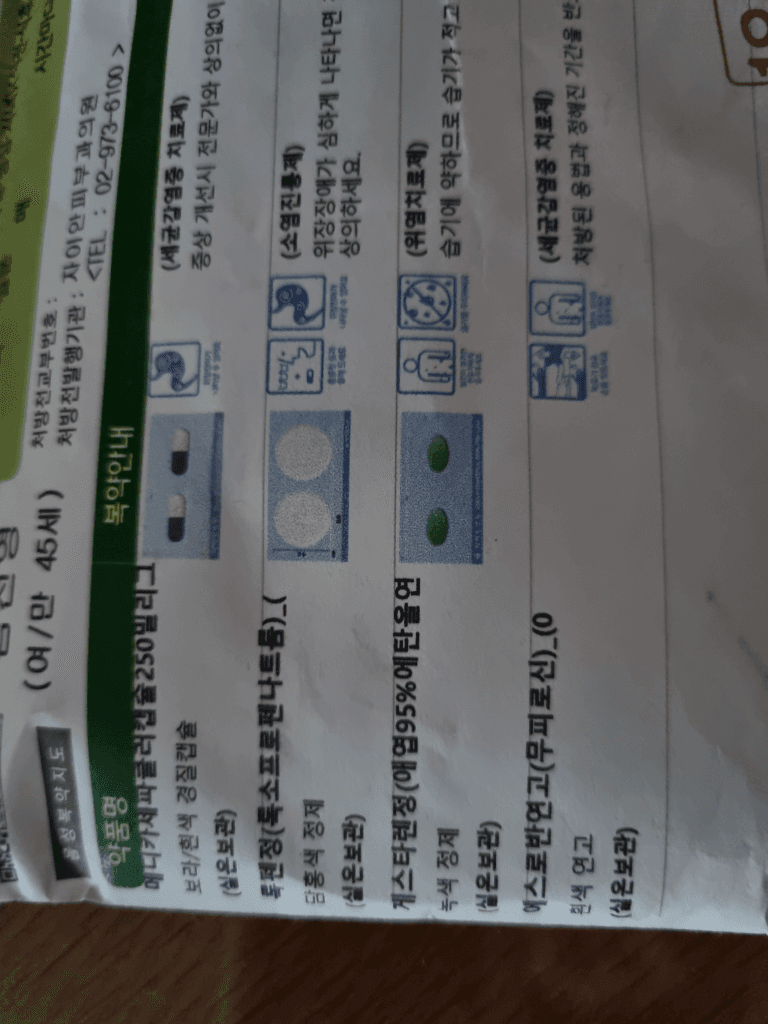 (여/만 45세)
처방전교부번호 :
처방전발행기관 : 자이안피부과의원
<TEL : 02-973-6100 >
음성복약지도
약품명 복약안내
메디카세파클러캡슐250밀리그
보라/흰색 경질캡슐
(실온보관)
(세균감염증 치료제)
증상 개선시 전문가와 상의없이
록펜정(록소프로펜나트륨)_(
담홍색 정제
(실온보관)
(소염진통제)
위장장애가 심하게 나타나면
상의하세요.
게스타렌정(애엽95%에탄올연
녹색 정제
(실온보관)
(위염치료제)
습기에 약하므로 습기가 적고
에스로반연고(무피로신)_(0
흰색 연고
(실온보관)
(세균감염증 치료제)
처방된 용법과 정해진 기간을 반